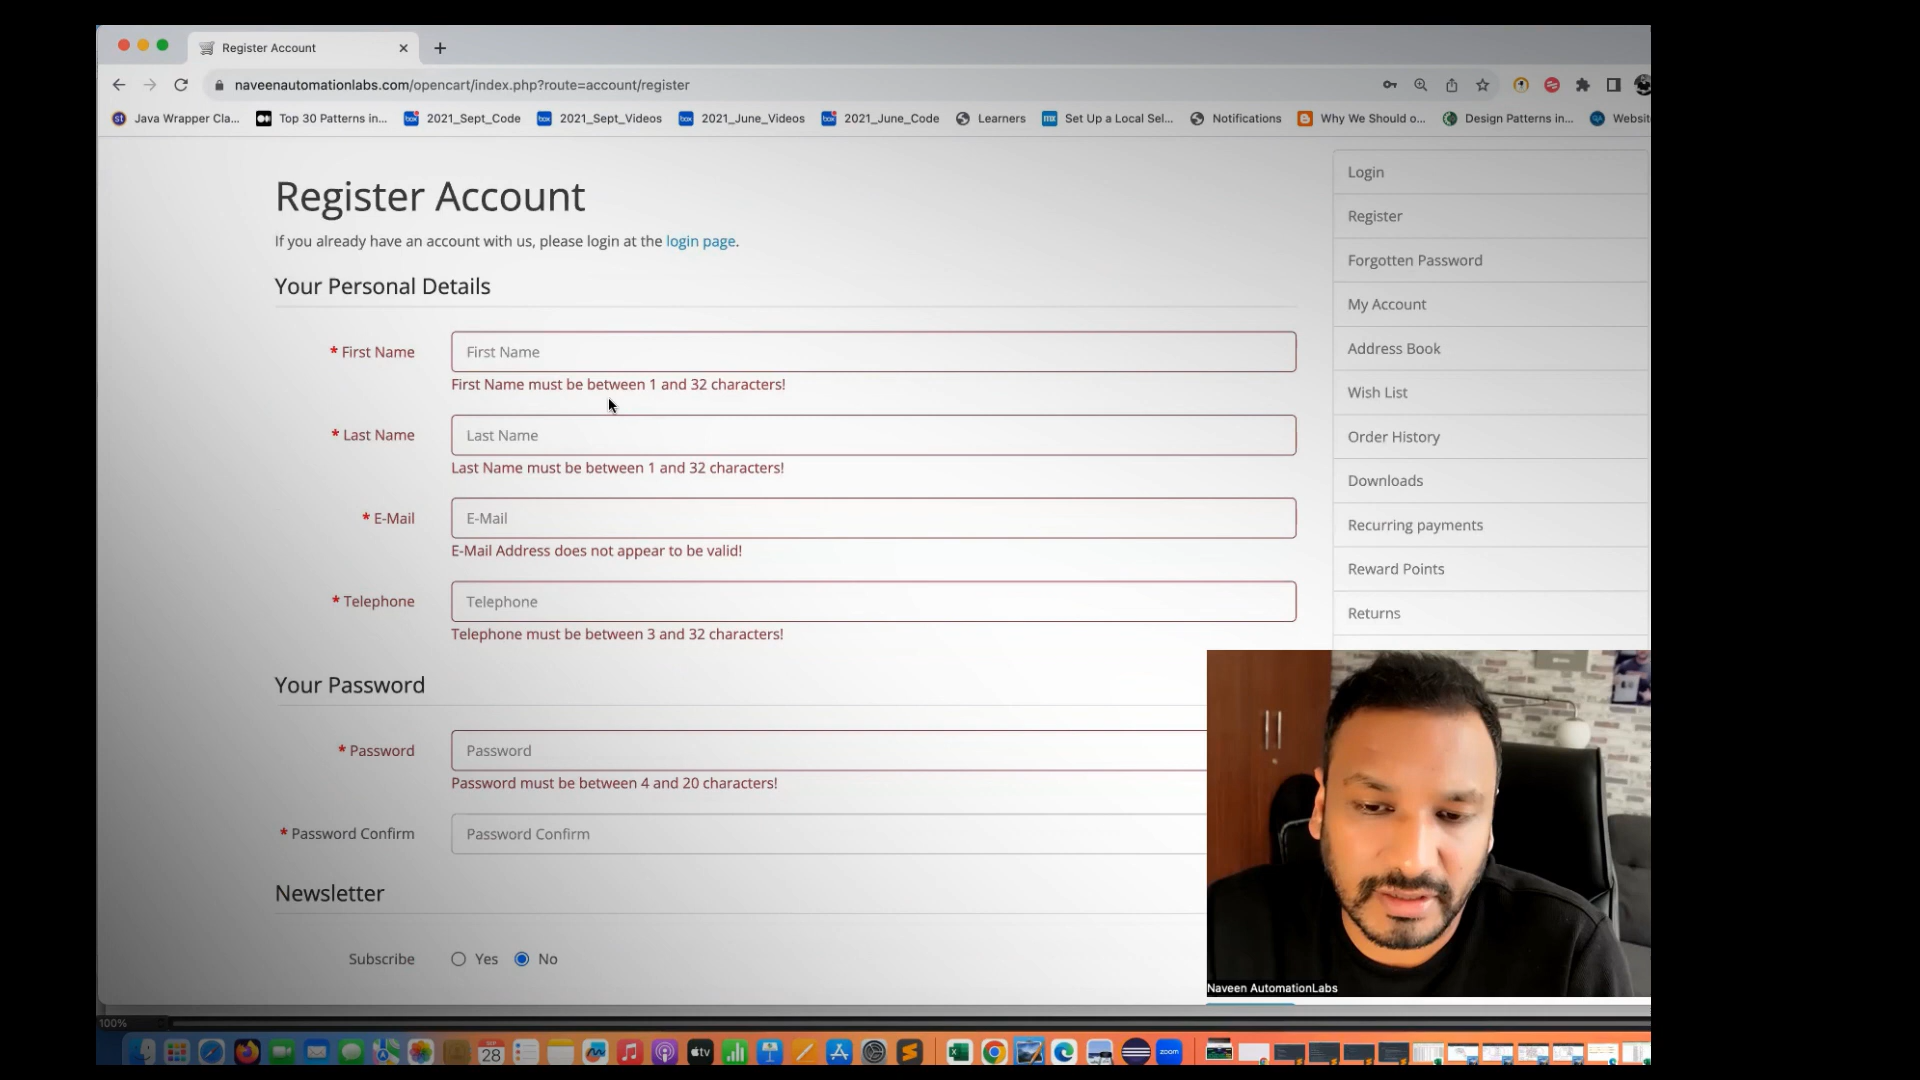 Register Account
naveenautomationlabs.com/opencart/index.php?route=account/register
Java Wrapper Cla... Top 30 Patterns in... 2021_Sept_Code 2021_Sept_Videos 2021_June_Videos 2021_June_Code Learners Set Up a Local Sel... Notifications Why We Should o... Design Patterns in... Websit
Register Account
If you already have an account with us, please login at the login page.
Your Personal Details
* First Name First Name
First Name must be between 1 and 32 characters!
* Last Name Last Name
Last Name must be between 1 and 32 characters!
* E-Mail E-Mail
E-Mail Address does not appear to be valid!
* Telephone Telephone
Telephone must be between 3 and 32 characters!
Your Password
* Password Password
Password must be between 4 and 20 characters!
* Password Confirm Password Confirm
Newsletter
Subscribe Yes No
Login
Register
Forgotten Password
My Account
Address Book
Wish List
Order History
Downloads
Recurring payments
Reward Points
Returns
Naveen AutomationLabs
100%
SEP
28
tv
zoom